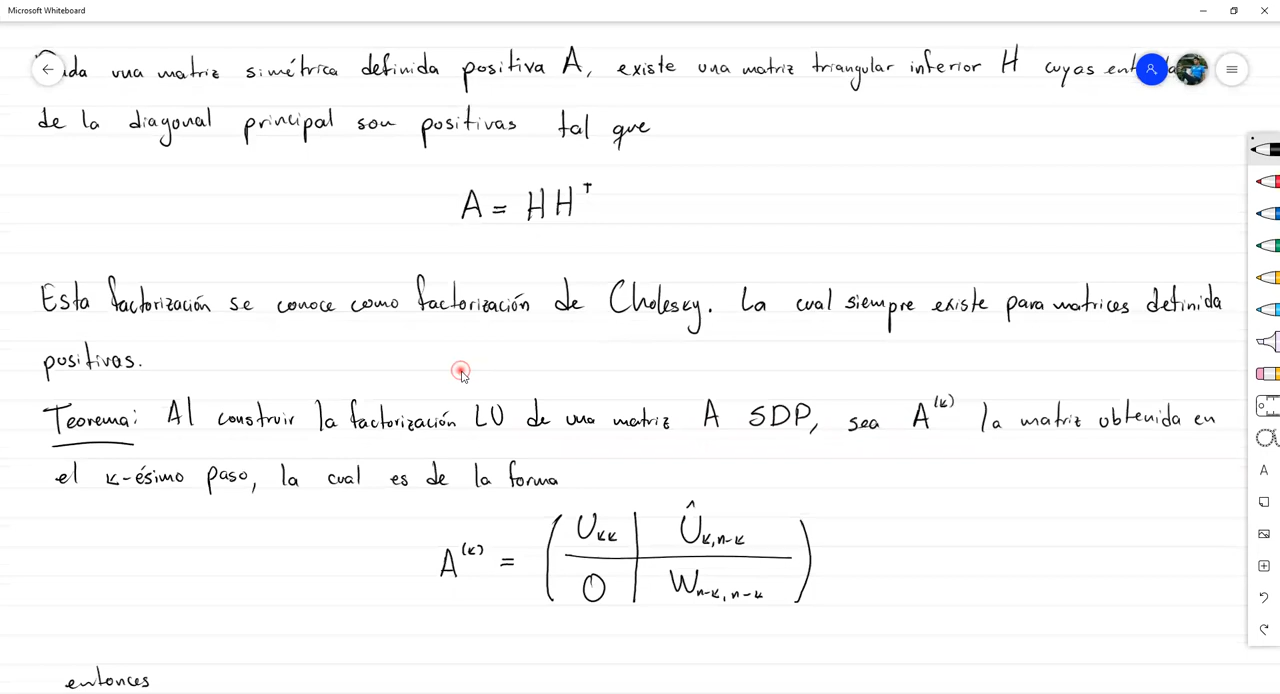 Microsoft Whiteboard
una matriz simétrica definida positiva A, existe una matriz triangular inferior H cuyas
de la diagonal principal son positivas tal que
A = HHᵀ
Esta factorización se conoce como factorización de Cholesky. La cual siempre existe para matrices definida
positivas.
Teorema: Al construir la factorización LU de una matriz A SDP, sea A^(k) la matriz obtenida en
el k-ésimo paso, la cual es de la forma
A^(k) = ( U_kk | Û_k,n-k
0 | W_n-k,n-k )
entonces